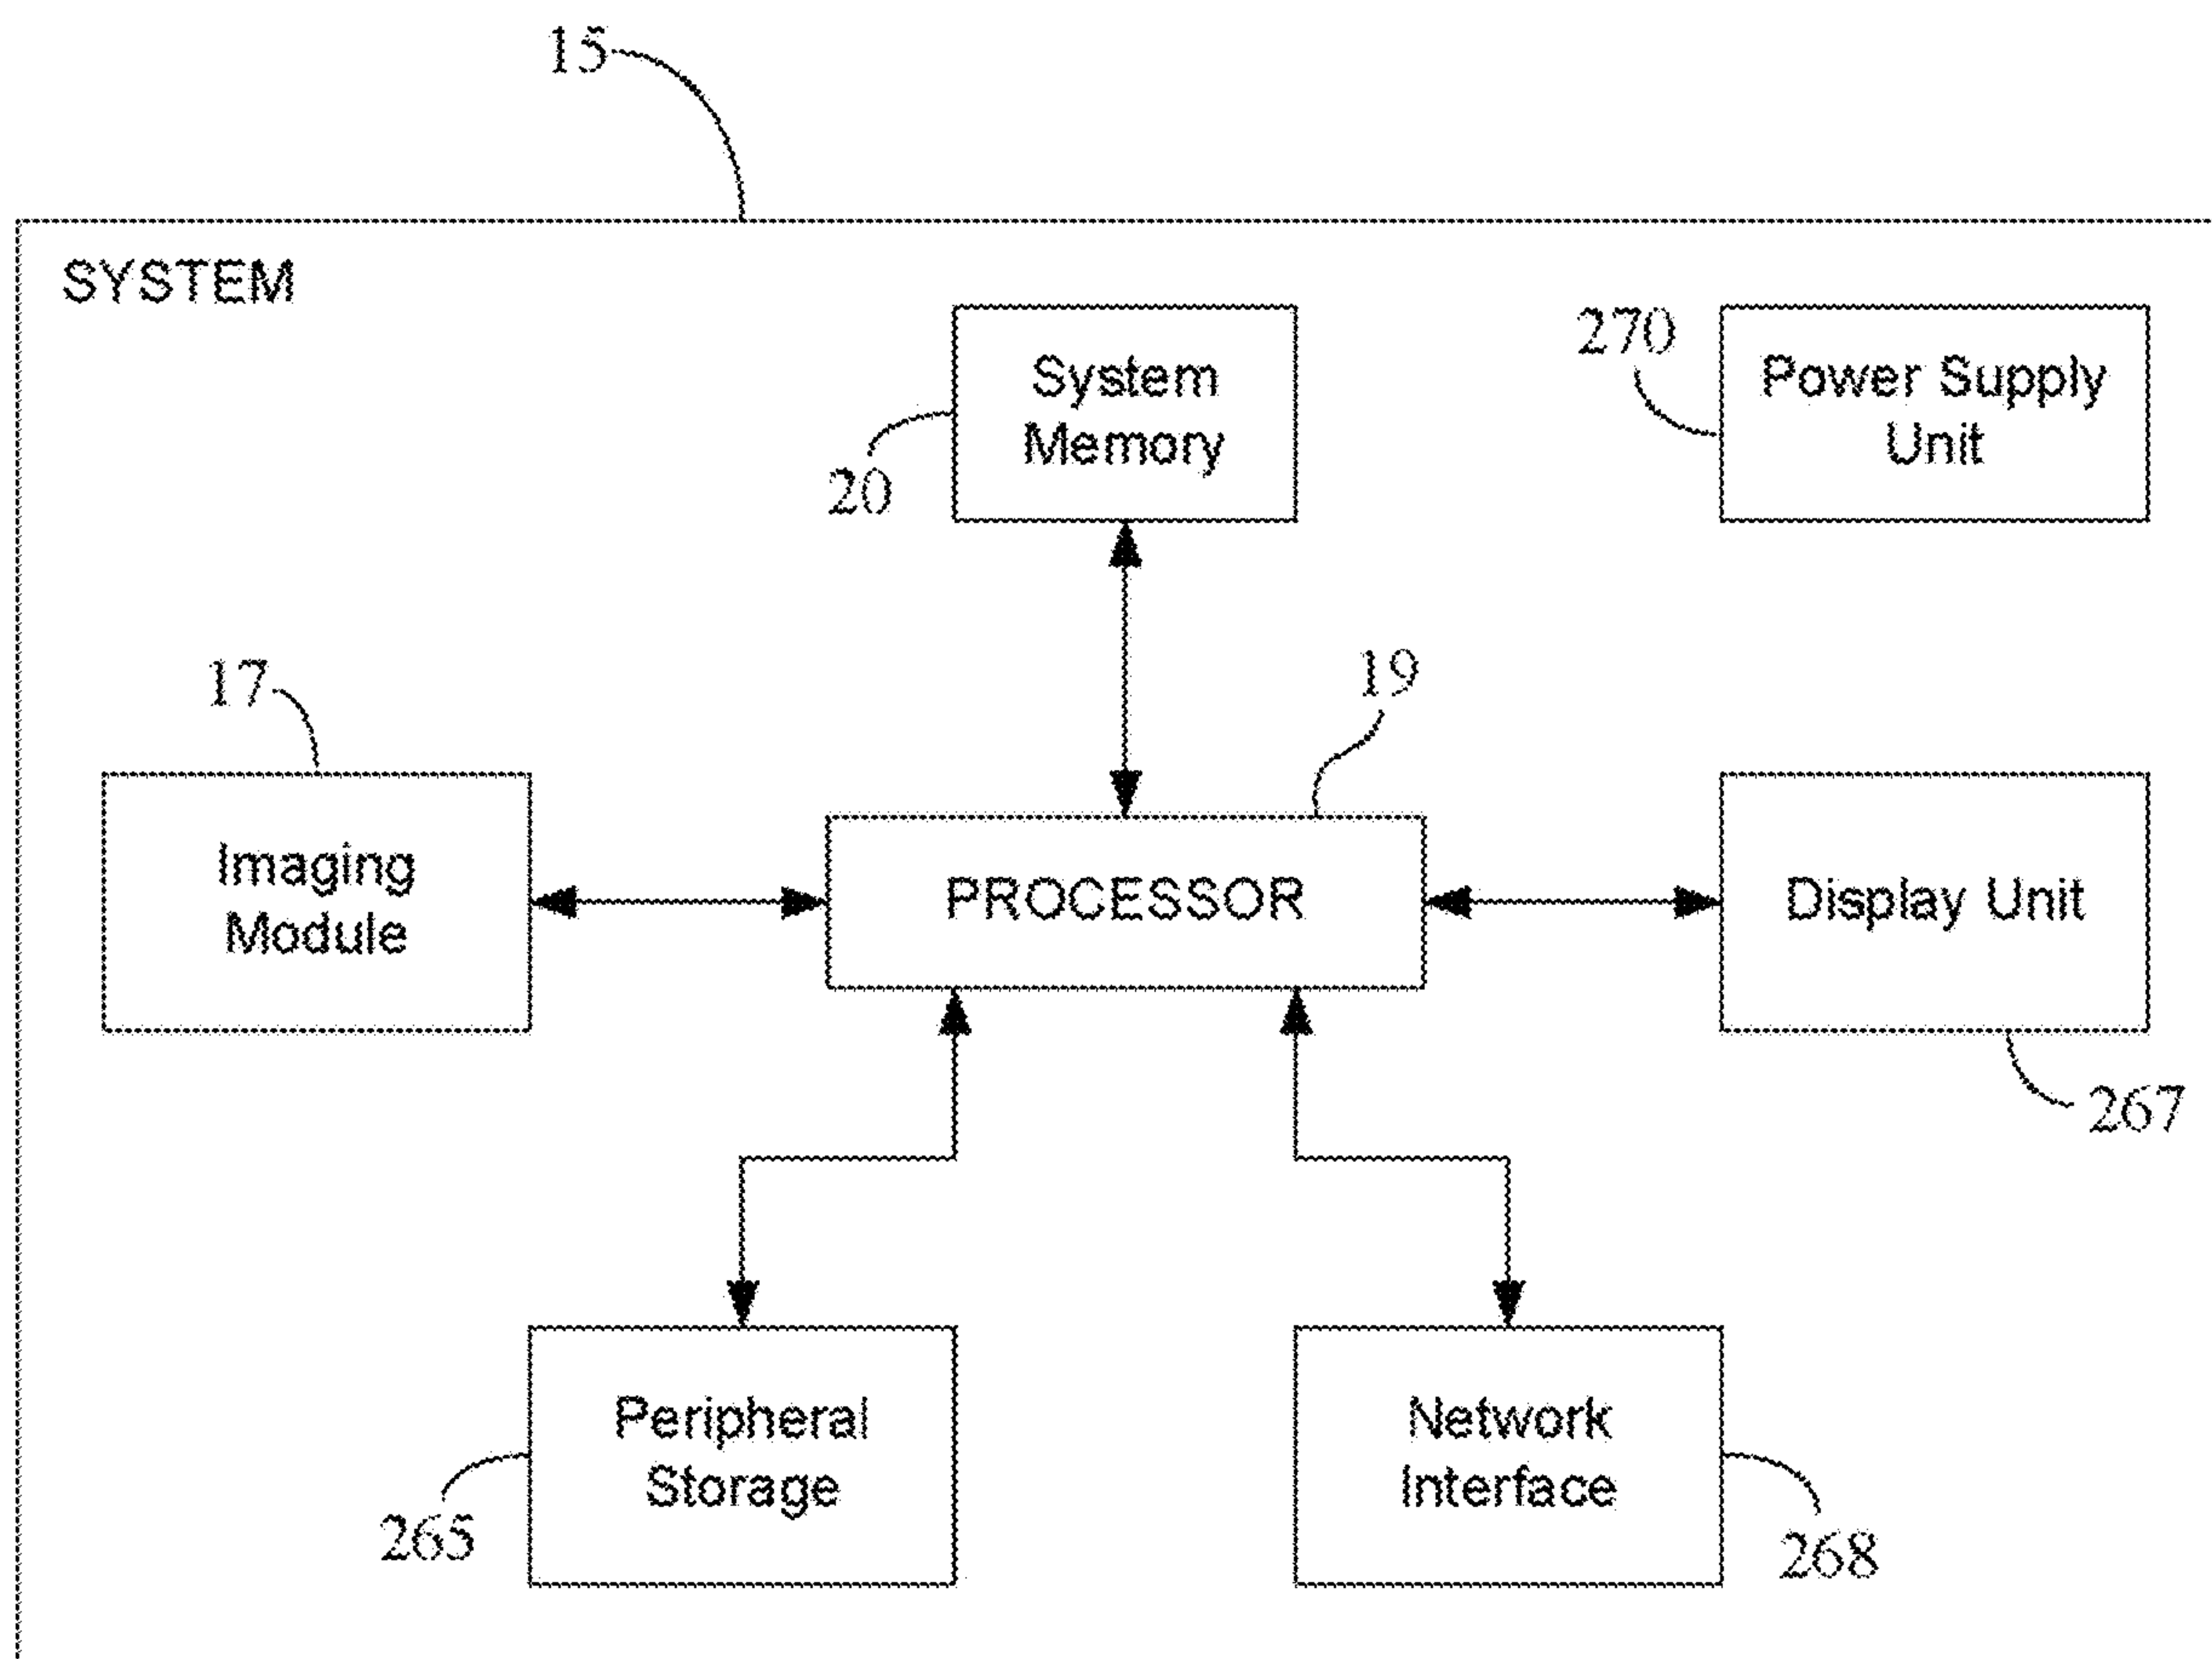 15
SYSTEM
System
Memory
20
270
Power Supply
Unit
17
19
Imaging
Module
PROCESSOR
Display Unit
267
Peripheral
Storage
265
Network
Interface
268